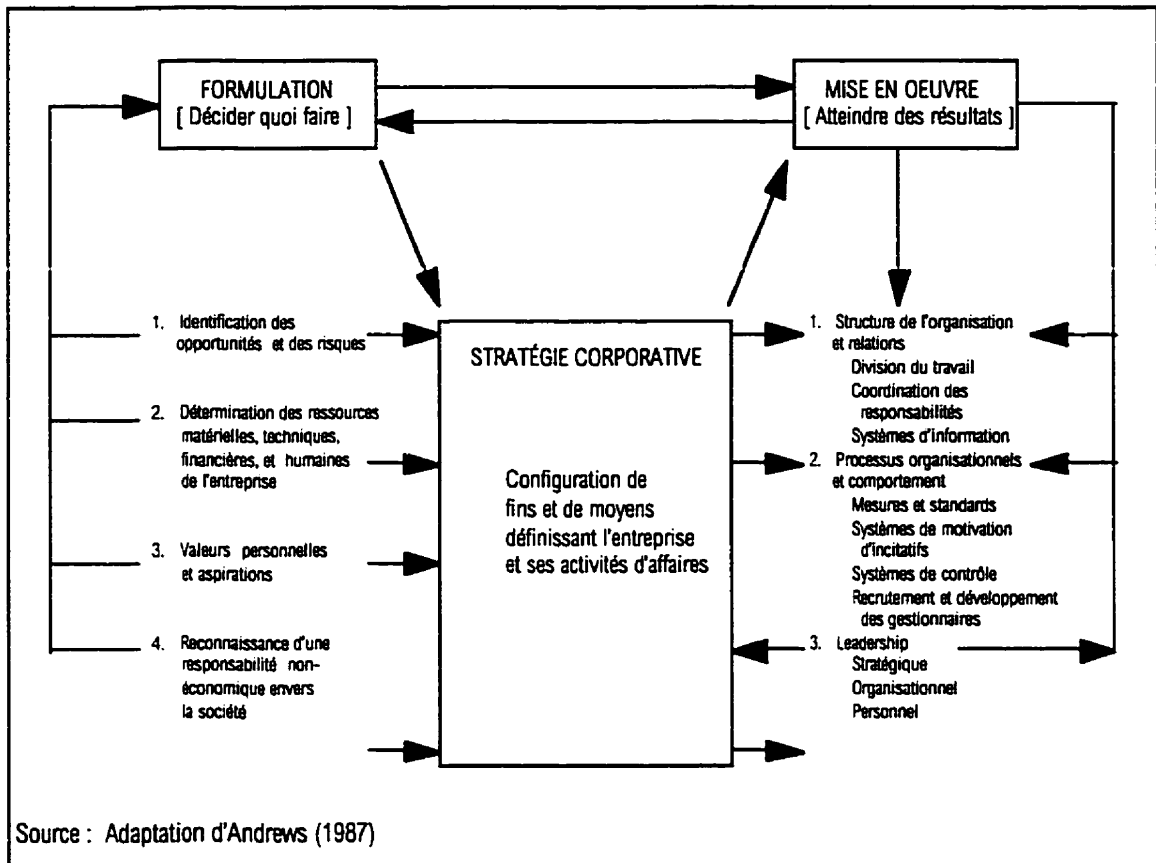 FORMULATION
[ Décider quoi faire ]
MISE EN OEUVRE
[ Atteindre des résultats ]
1. Identification des
opportunités et des risques
2. Détermination des ressources
matérielles, techniques,
financières, et humaines
de l'entreprise
3. Valeurs personnelles
et aspirations
4. Reconnaissance d'une
responsabilité non-
économique envers
la société
STRATÉGIE CORPORATIVE
Configuration de
fins et de moyens
définissant l'entreprise
et ses activités d'affaires
1. Structure de l'organisation
et relations
Division du travail
Coordination des
responsabilités
Systèmes d'information
2. Processus organisationnels
et comportement
Mesures et standards
Systèmes de motivation
d'incitatifs
Systèmes de contrôle
Recrutement et développement
des gestionnaires
3. Leadership
Stratégique
Organisationnel
Personnel
Source : Adaptation d'Andrews (1987)